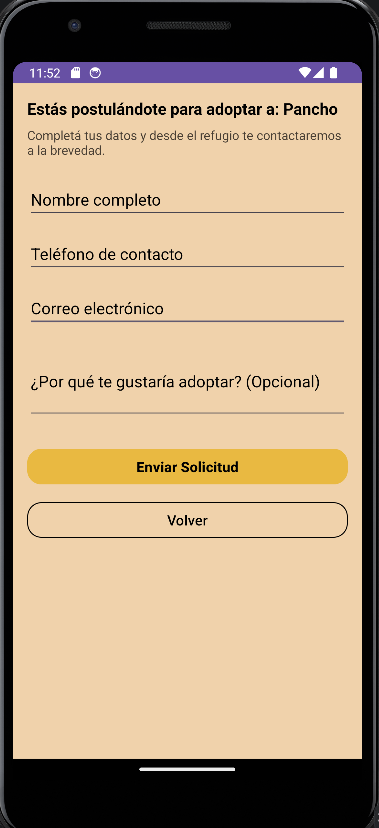 11:52
Estás postulándote para adoptar a: Pancho
Completá tus datos y desde el refugio te contactaremos
a la brevedad.
Nombre completo
Teléfono de contacto
Correo electrónico
¿Por qué te gustaría adoptar? (Opcional)
Enviar Solicitud
Volver